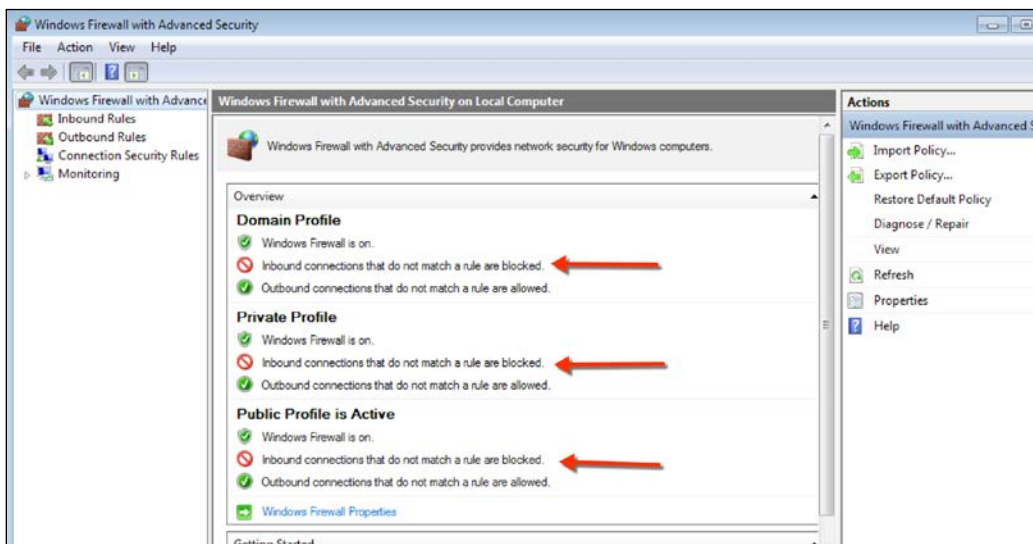 Windows Firewall with Advanced Security
File Action View Help
Windows Firewall with Advance
Inbound Rules
Outbound Rules
Connection Security Rules
Monitoring
Windows Firewall with Advanced Security on Local Computer
Windows Firewall with Advanced Security provides network security for Windows computers.
Overview
Domain Profile
Windows Firewall is on.
Inbound connections that do not match a rule are blocked.
Outbound connections that do not match a rule are allowed.
Private Profile
Windows Firewall is on.
Inbound connections that do not match a rule are blocked.
Outbound connections that do not match a rule are allowed.
Public Profile is Active
Windows Firewall is on.
Inbound connections that do not match a rule are blocked.
Outbound connections that do not match a rule are allowed.
Windows Firewall Properties
Getting Started
Actions
Windows Firewall with Advanced S
Import Policy...
Export Policy...
Restore Default Policy
Diagnose / Repair
View
Refresh
Properties
Help